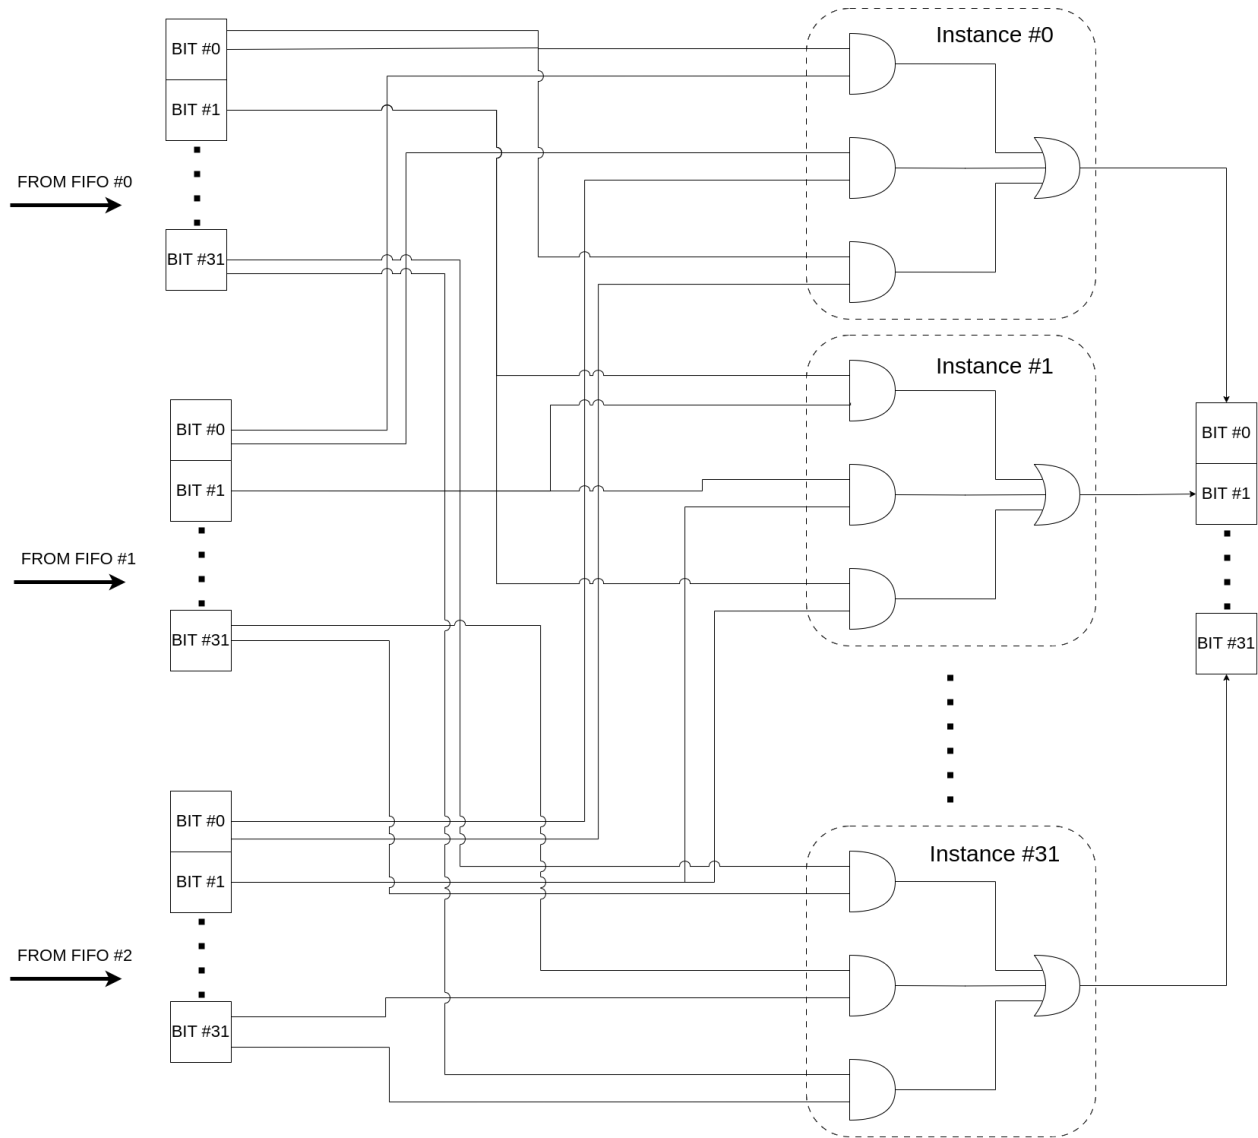 BIT #0
BIT #1
FROM FIFO #0
BIT #31
BIT #0
BIT #1
FROM FIFO #1
BIT #31
BIT #0
BIT #1
FROM FIFO #2
BIT #31
Instance #0
Instance #1
Instance #31
BIT #0
BIT #1
BIT #31